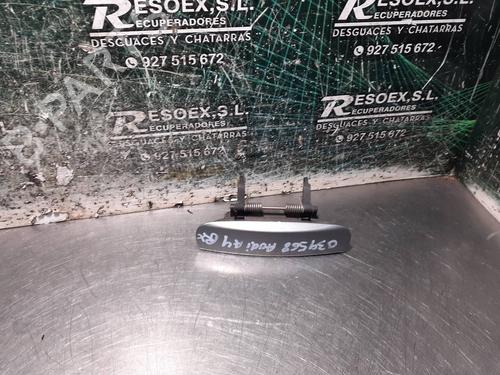 RESOEX,S.L.
RECUPERADORES
DESGUACES Y CHATARRAS
927 515 672
RESOEX,S.L.
RECUPERADORES
DESGUACES Y CHATARRAS
927 515 672
RESOEX,S.L.
RECUPERADORES
DESGUACES Y CHATARRAS
927 515 672
RESOEX,S.L.
RECUPERADORES
DESGUACES Y CHATARRAS
927 515 672
Audi A4